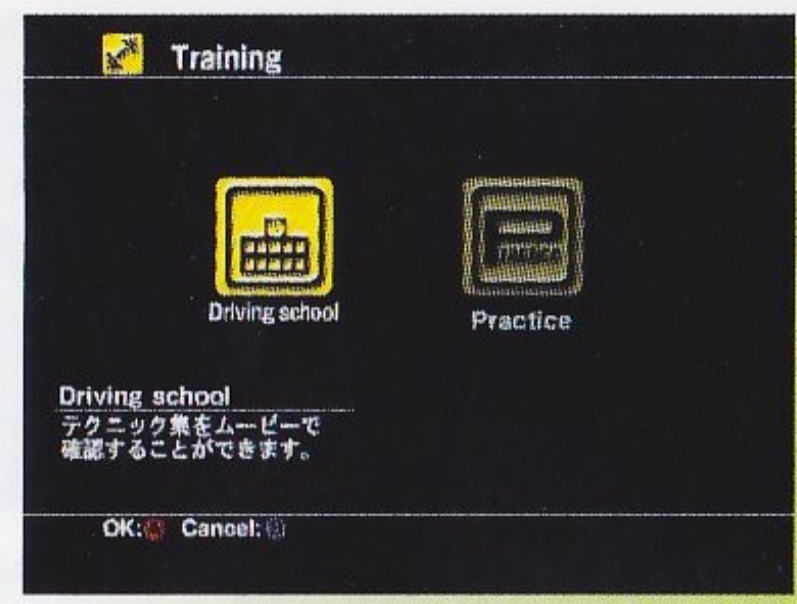 Training
Driving school
Practice
Driving school
テクニック集をムービーで
確認することができます。
OK: Cancel: